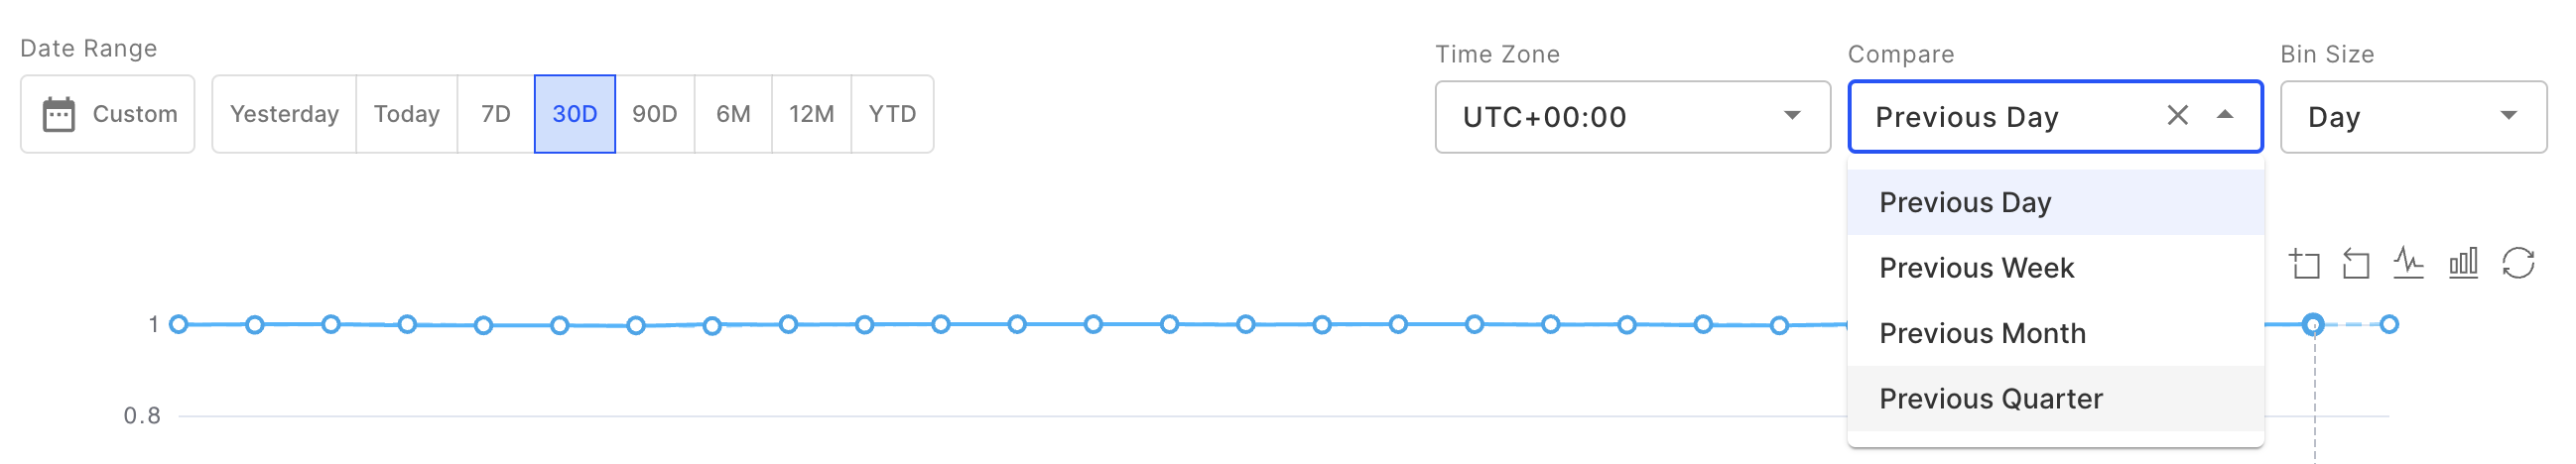 Date Range
Custom
Yesterday Today 7D 30D 90D 6M 12M YTD
Time Zone
UTC+00:00
Compare
Previous Day
Bin Size
Day
Previous Day
Previous Week
Previous Month
Previous Quarter
1
0.8